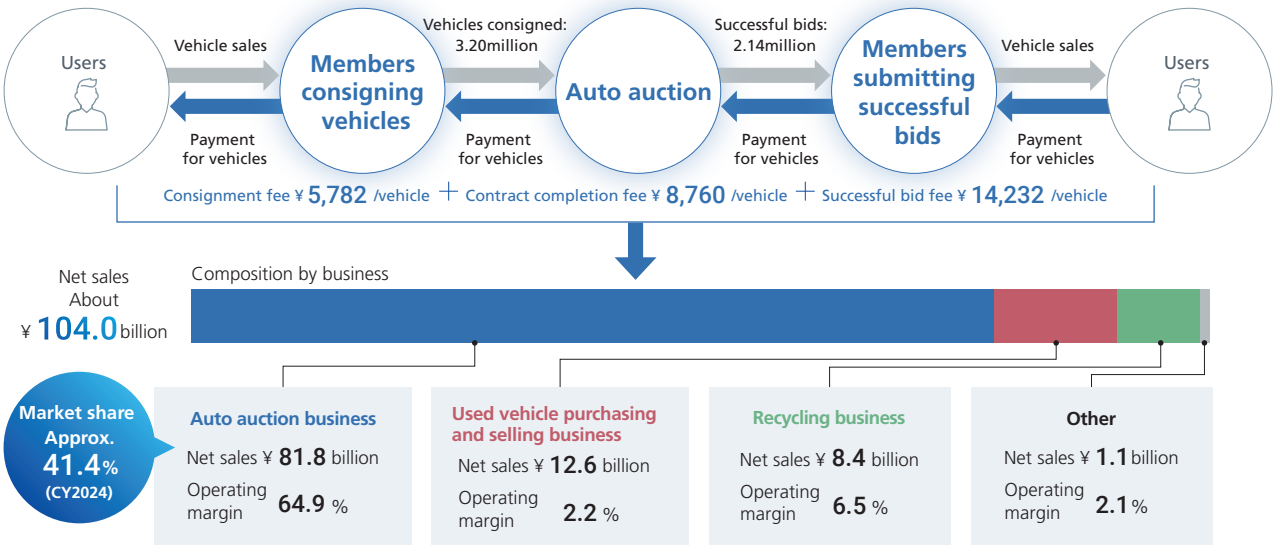 Users
Vehicle sales
Payment
for vehicles
Members
consigning
vehicles
Vehicles consigned:
3.20million
Payment
for vehicles
Auto auction
Successful bids:
2.14million
Payment
for vehicles
Members
submitting
successful
bids
Vehicle sales
Payment
for vehicles
Users
Consignment fee ¥ 5,782 /vehicle + Contract completion fee ¥ 8,760 /vehicle + Successful bid fee ¥ 14,232 /vehicle
Net sales
About
¥ 104.0 billion
Composition by business
Market share
Approx.
41.4%
(CY2024)
Auto auction business
Net sales ¥ 81.8 billion
Operating
margin 64.9 %
Used vehicle purchasing
and selling business
Net sales ¥ 12.6 billion
Operating
margin 2.2 %
Recycling business
Net sales ¥ 8.4 billion
Operating
margin 6.5 %
Other
Net sales ¥ 1.1 billion
Operating
margin 2.1 %